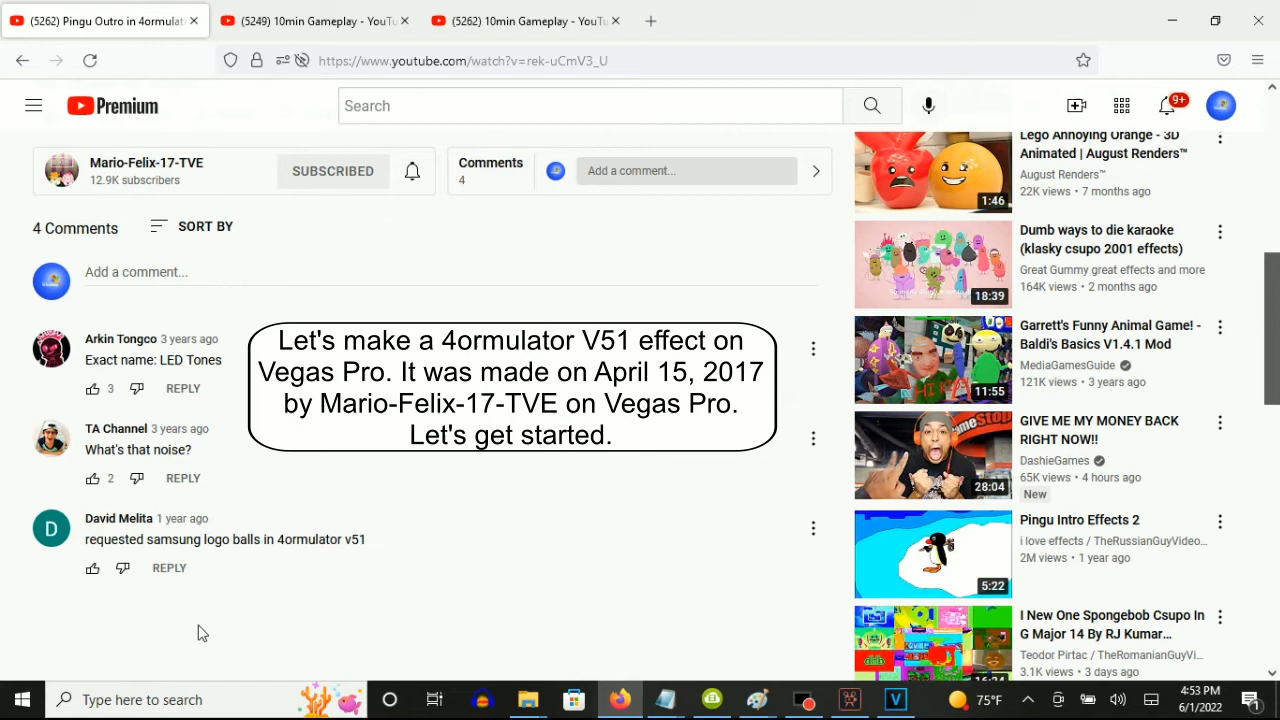 (5262) Pingu Outro in 4ormulator
(5249) 10min Gameplay - YouTu
(5262) 10min Gameplay - YouTu
https://www.youtube.com/watch?v=rek-uCmV3_U
Premium
Search
9+
Mario-Felix-17-TVE
12.9K subscribers
SUBSCRIBED
Comments
4
Add a comment...
4 Comments
SORT BY
Add a comment...
Arkin Tongco 3 years ago
Exact name: LED Tones
3
REPLY
TA Channel 3 years ago
What's that noise?
2
REPLY
D
David Melita 1 year ago
requested samsung logo balls in 4ormulator v51
REPLY
Let's make a 4ormulator V51 effect on
Vegas Pro. It was made on April 15, 2017
by Mario-Felix-17-TVE on Vegas Pro.
Let's get started.
Lego Annoying Orange - 3D
Animated | August Renders™
August Renders™
22K views • 7 months ago
1:46
Dumb ways to die karaoke
(klasky csupo 2001 effects)
Great Gummy great effects and more
164K views • 2 months ago
18:39
Garrett's Funny Animal Game! -
Baldi's Basics V1.4.1 Mod
MediaGamesGuide
121K views • 3 years ago
HI KIDS
11:55
GIVE ME MY MONEY BACK
RIGHT NOW!!
DashieGames
65K views • 4 hours ago
New
GameStop
28:04
Pingu Intro Effects 2
i love effects / TheRussianGuyVideo...
2M views • 1 year ago
5:22
I New One Spongebob Csupo In
G Major 14 By RJ Kumar...
Teodor Pirtac / TheRomanianGuyVi...
3.1K views • 3 days ago
Type here to search
V
75°F
4:53 PM
6/1/2022
1